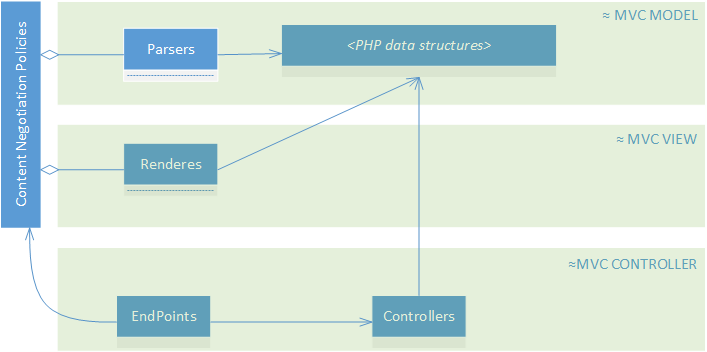 Content Negotiation Policies
≈ MVC MODEL
Parsers
<PHP data structures>
≈ MVC VIEW
Renderes
≈MVC CONTROLLER
EndPoints
Controllers